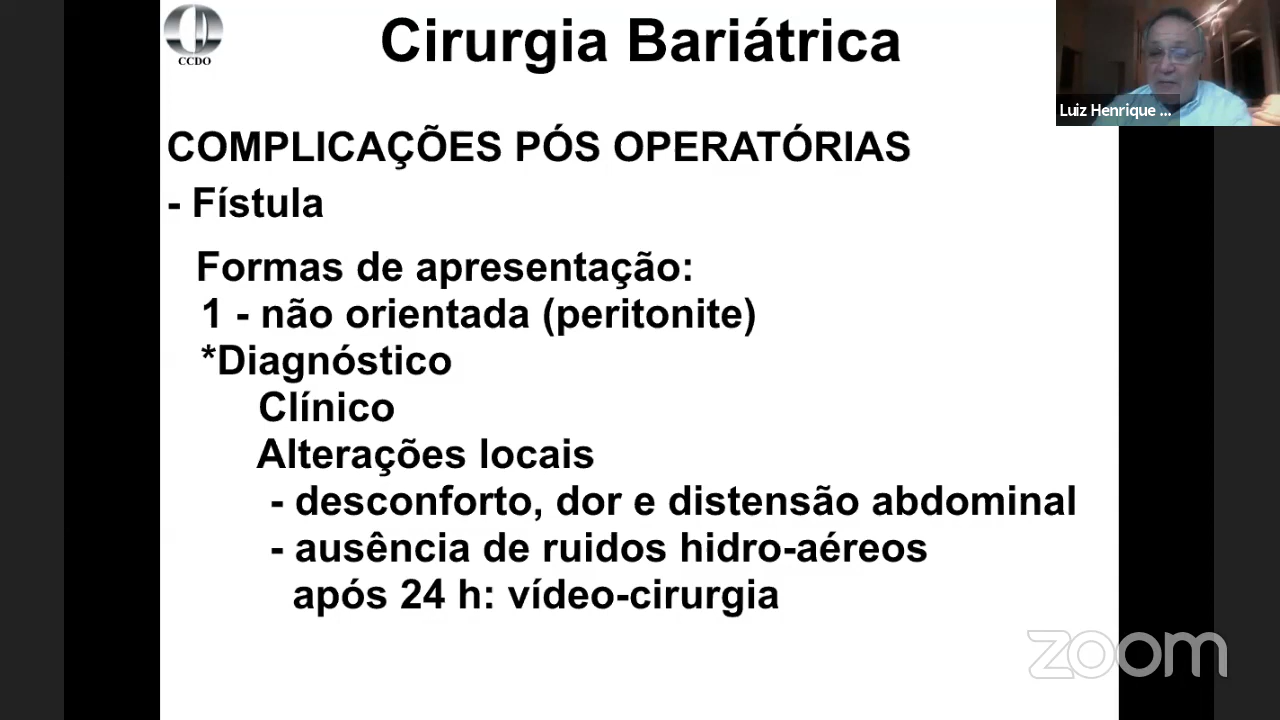 CCDO
Cirurgia Bariátrica
Luiz Henrique ...
COMPLICAÇÕES PÓS OPERATÓRIAS
- Fístula
Formas de apresentação:
1 - não orientada (peritonite)
*Diagnóstico
Clínico
Alterações locais
- desconforto, dor e distensão abdominal
- ausência de ruidos hidro-aéreos
após 24 h: vídeo-cirurgia
zoom